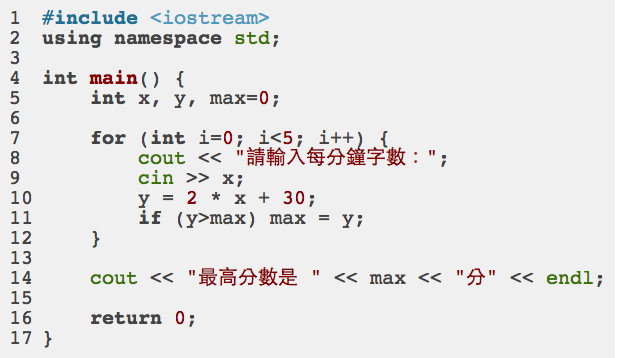 1 #include <iostream>
2 using namespace std;
3
4 int main() {
5     int x, y, max=0;
6
7     for (int i=0; i<5; i++) {
8         cout << "請輸入每分鐘字數：";
9         cin >> x;
10         y = 2 * x + 30;
11         if (y>max) max = y;
12     }
13
14     cout << "最高分數是 " << max << "分" << endl;
15
16     return 0;
17 }